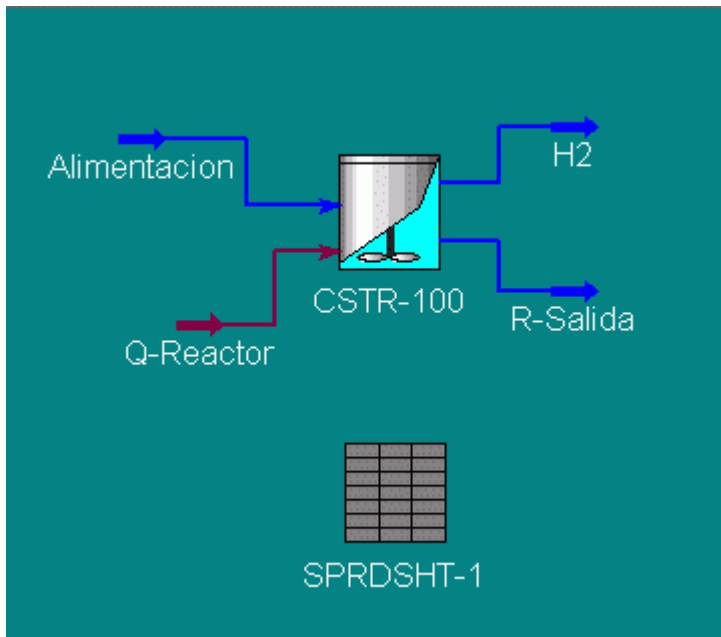 Alimentacion
H2
CSTR-100
R-Salida
Q-Reactor
SPRDSHT-1